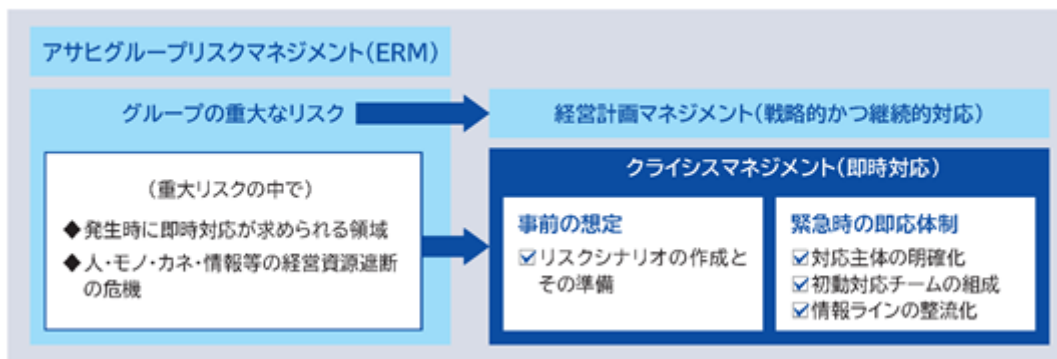 アサヒグループリスクマネジメント(ERM)
グループの重大なリスク
(重大リスクの中で)
◆発生時に即時対応が求められる領域
◆人・モノ・カネ・情報等の経営資源遮断
の危機
経営計画マネジメント(戦略的かつ継続的対応)
クライシスマネジメント(即時対応)
事前の想定
☑リスクシナリオの作成と
その準備
緊急時の即応体制
☑対応主体の明確化
☑初動対応チームの組成
☑情報ラインの整流化